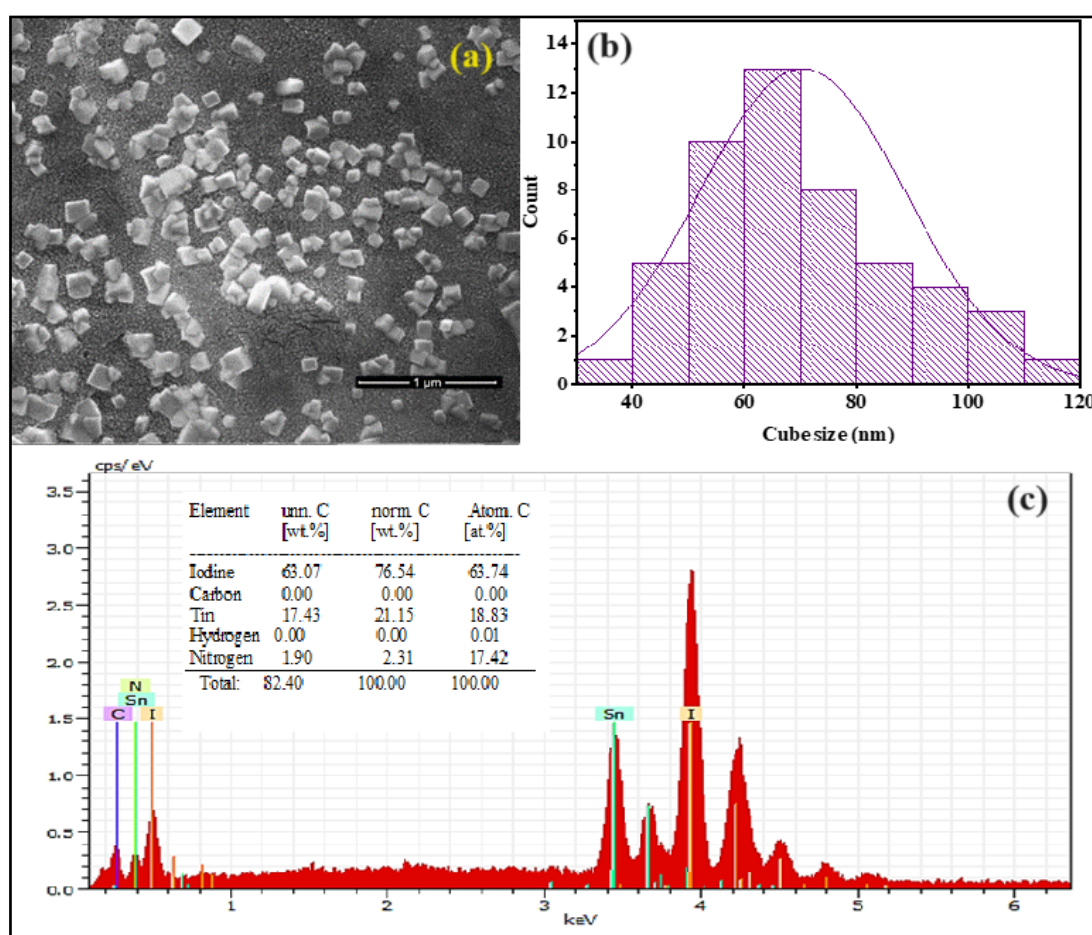 (a)
1 µm
(b)
14
12
10
8
6
4
2
0
Count
40 60 80 100 120
Cube size (nm)
(c)
cps/eV
3.5
3.0
2.5
2.0
1.5
1.0
0.5
0.0
Element unn. C norm. C Atom. C
[wt.%] [wt.%] [at.%]
Iodine 63.07 76.54 63.74
Carbon 0.00 0.00 0.00
Tin 17.43 21.15 18.83
Hydrogen 0.00 0.00 0.01
Nitrogen 1.90 2.31 17.42
Total: 82.40 100.00 100.00
N
Sn
C I
Sn I
1 2 3 4 5 6
keV